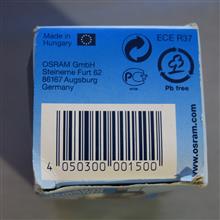 Made in
Hungary
ECE R37
OSRAM GmbH
Steinerne Furt 62
86167 Augsburg
Germany
Pb free
4 050300 001500
www.osram.com